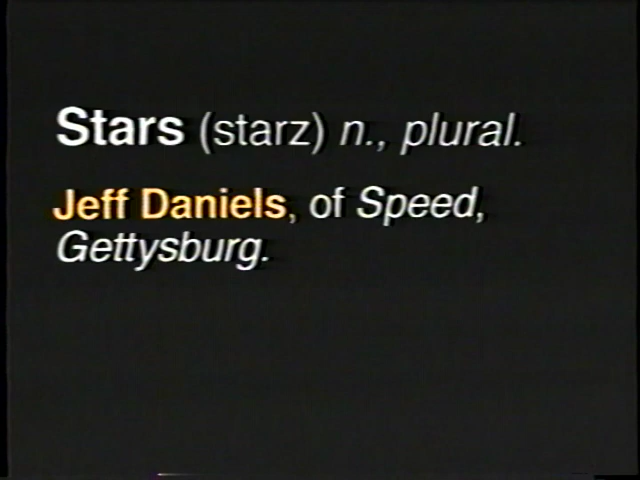 Stars (starz) n., plural.
Jeff Daniels, of Speed,
Gettysburg.